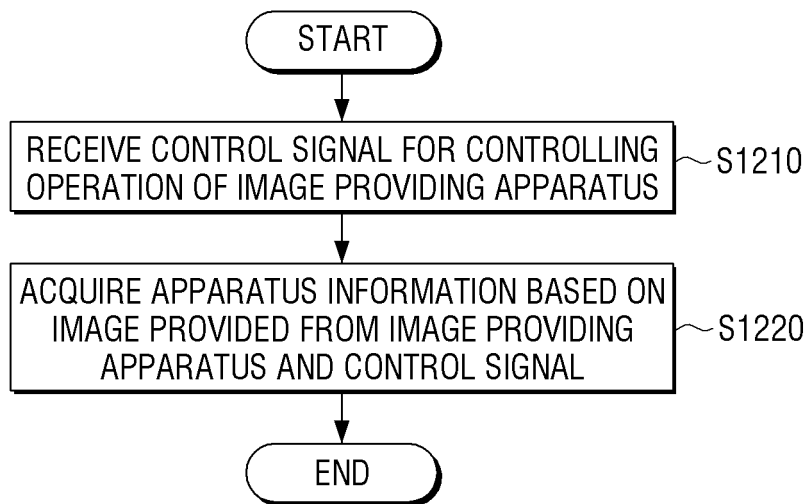 START
RECEIVE CONTROL SIGNAL FOR CONTROLLING
OPERATION OF IMAGE PROVIDING APPARATUS
S1210
ACQUIRE APPARATUS INFORMATION BASED ON
IMAGE PROVIDED FROM IMAGE PROVIDING
APPARATUS AND CONTROL SIGNAL
S1220
END